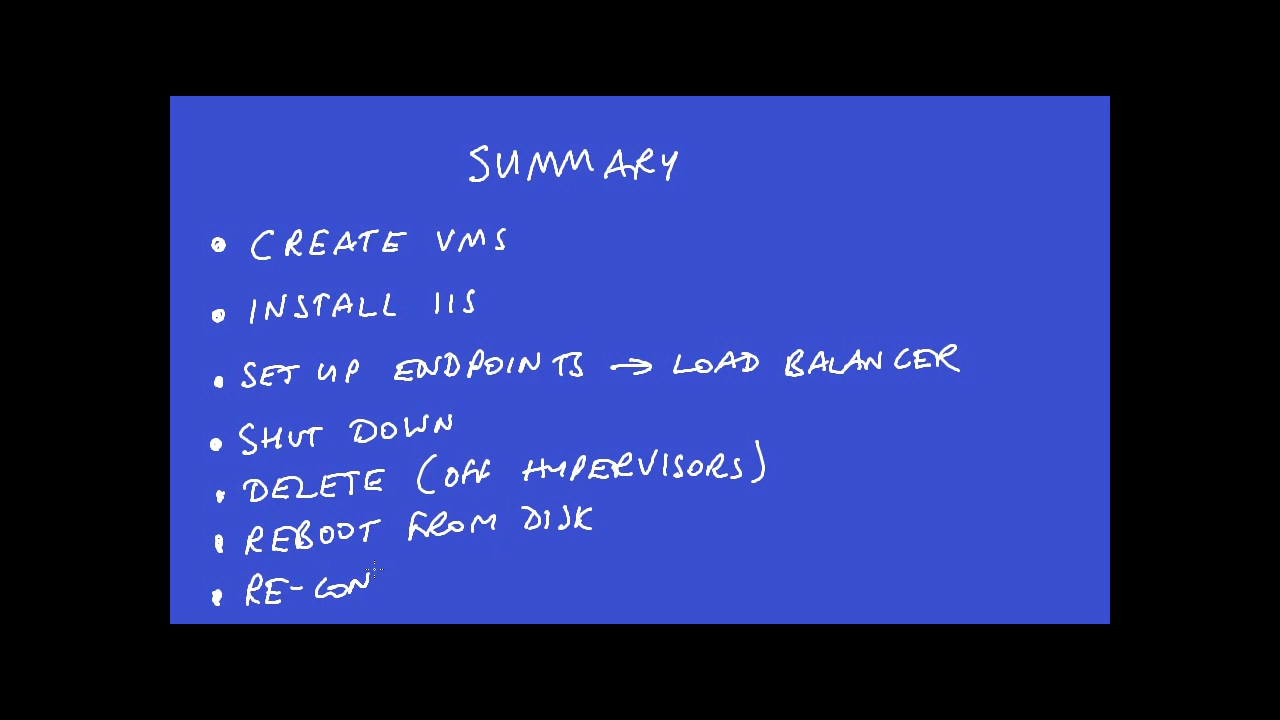 SUMMARY
• CREATE VMS
• INSTALL IIS
• SET UP ENDPOINTS → LOAD BALANCER
• SHUT DOWN
• DELETE (OFF HYPERVISORS)
• REBOOT FROM DISK
• RE-CON